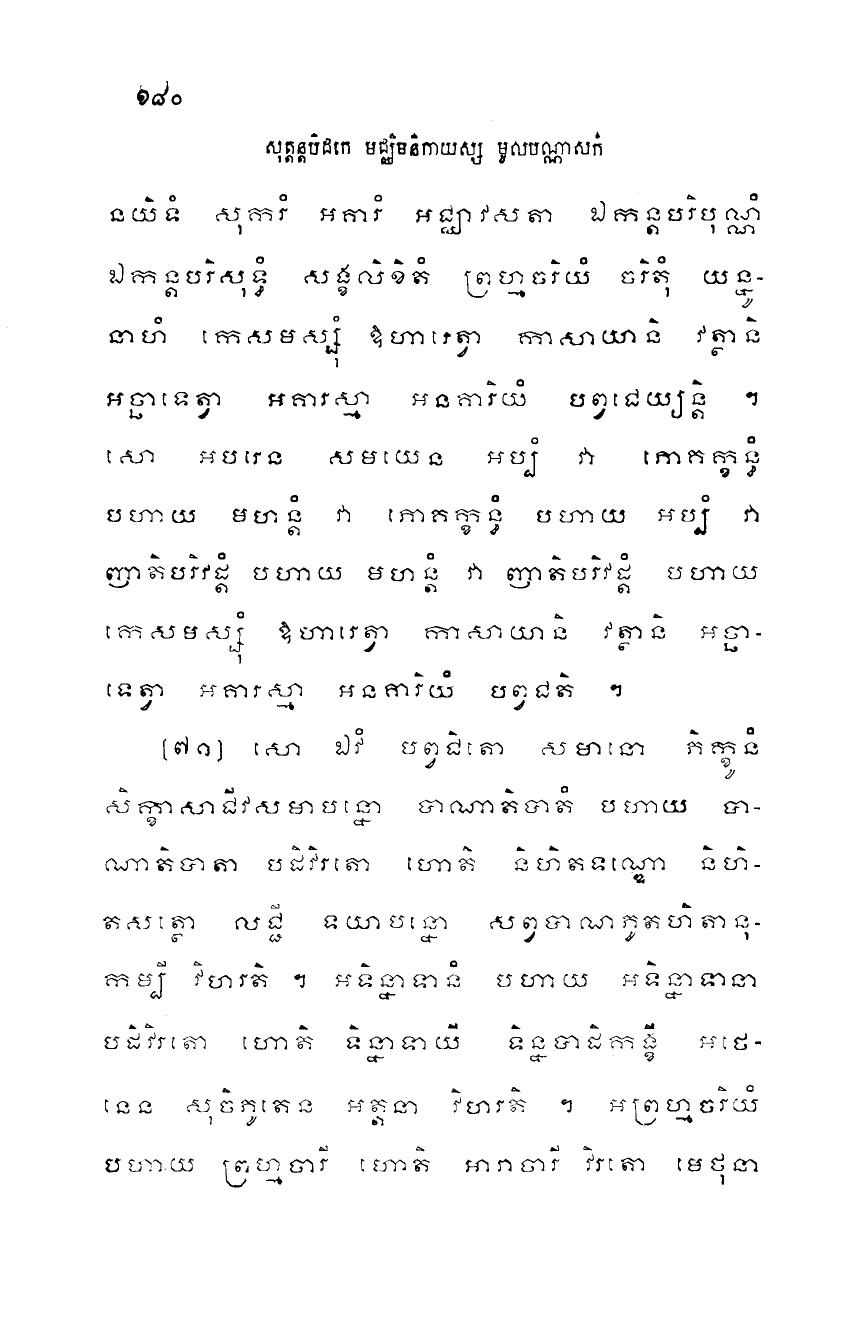 ១៨០
សុត្តន្តបិដកេ មជ្ឈិមនិកាយស្ស មូលបណ្ណាសកំ
នយិទំ សុករំ អគារំ អជ្ឈាវសតា ឯកន្តបរិបុណ្ណំ
ឯកន្តបរិសុទ្ធំ សង្ខលិខិតំ ព្រហ្មចរិយំ ចរិតុំ យន្នូ-
នាហំ កេសមស្សុំ ឱហារេត្វា កាសាយានិ វត្ថានិ
អច្ឆាទេត្វា អគារស្មា អនគារិយំ បព្វជេយ្យន្តិ ។
សោ អបរេន សមយេន អប្បំ វា ភោគក្ខន្ធំ
បហាយ មហន្តំ វា ភោគក្ខន្ធំ បហាយ អប្បំ វា
ញាតិបរិវដ្តំ បហាយ មហន្តំ វា ញាតិបរិវដ្តំ បហាយ
កេសមស្សុំ ឱហារេត្វា កាសាយានិ វត្ថានិ អច្ឆា-
ទេត្វា អគារស្មា អនគារិយំ បព្វជតិ ។
[៧១] សោ ឯវំ បព្វជិតោ សមានោ ភិក្ខូនំ
សិក្ខាសាជីវសមាបន្នោ បាណាតិបាតំ បហាយ បា-
ណាតិបាតា បដិវិរតោ ហោតិ និហិតទណ្ឌោ និហិ-
តសត្ថោ លជ្ជី ទយាបន្នោ សព្វបាណភូតហិតានុ-
កម្បី វិហរតិ ។ អទិន្នាទានំ បហាយ អទិន្នាទានា
បដិវិរតោ ហោតិ ទិន្នាទាយី ទិន្នបាដិកង្ខី អថេ-
នេន សុចិភូតេន អត្តនា វិហរតិ ។ អព្រហ្មចរិយំ
បហាយ ព្រហ្មចារី ហោតិ អារាចារី វិរតោ មេថុនា